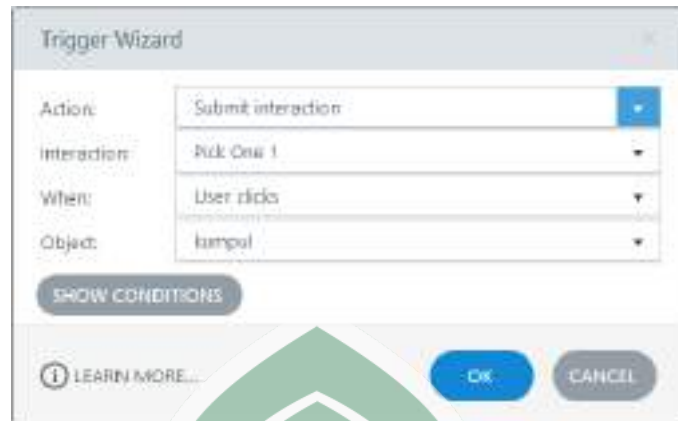 Trigger Wizard
Action: Submit interaction
Interaction: Pick One 1
When: User clicks
Object: kumpul
SHOW CONDITIONS
LEARN MORE...
OK
CANCEL